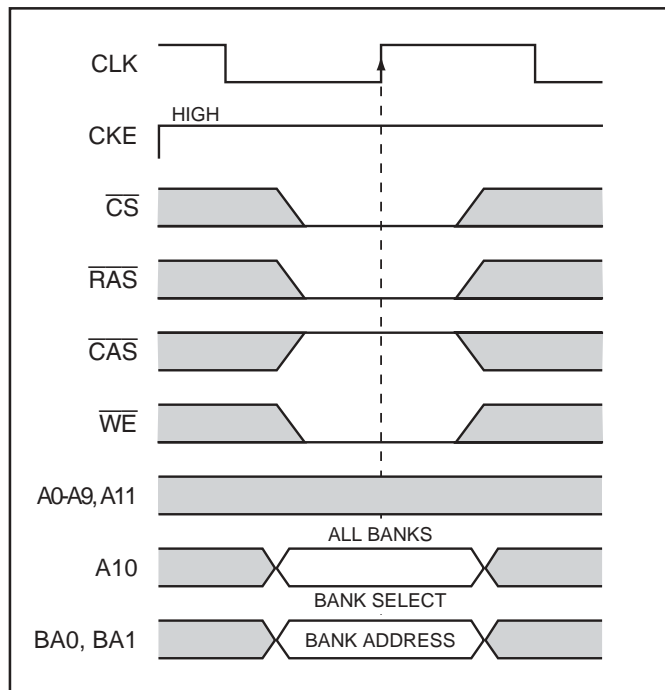 CLK
CKE
HIGH
CS
RAS
CAS
WE
A0-A9, A11
ALL BANKS
A10
BANK SELECT
BA0, BA1
BANK ADDRESS